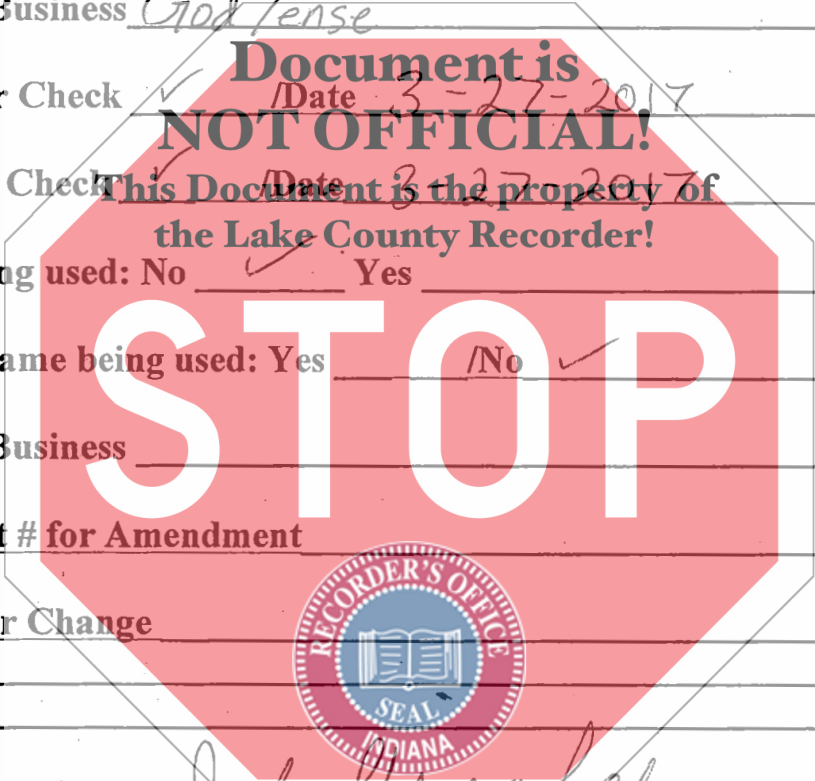 Business God Tense
Document is
r Check ✓ /Date 3-27-2017
NOT OFFICIAL!
Check ✓ /Date 3-27-2017
This Document is the property of
the Lake County Recorder!
ng used: No ✓ Yes
ame being used: Yes /No ✓
STOP
Business
t # for Amendment
RECORDER'S OFFICE
r Change
SEAL
INDIANA